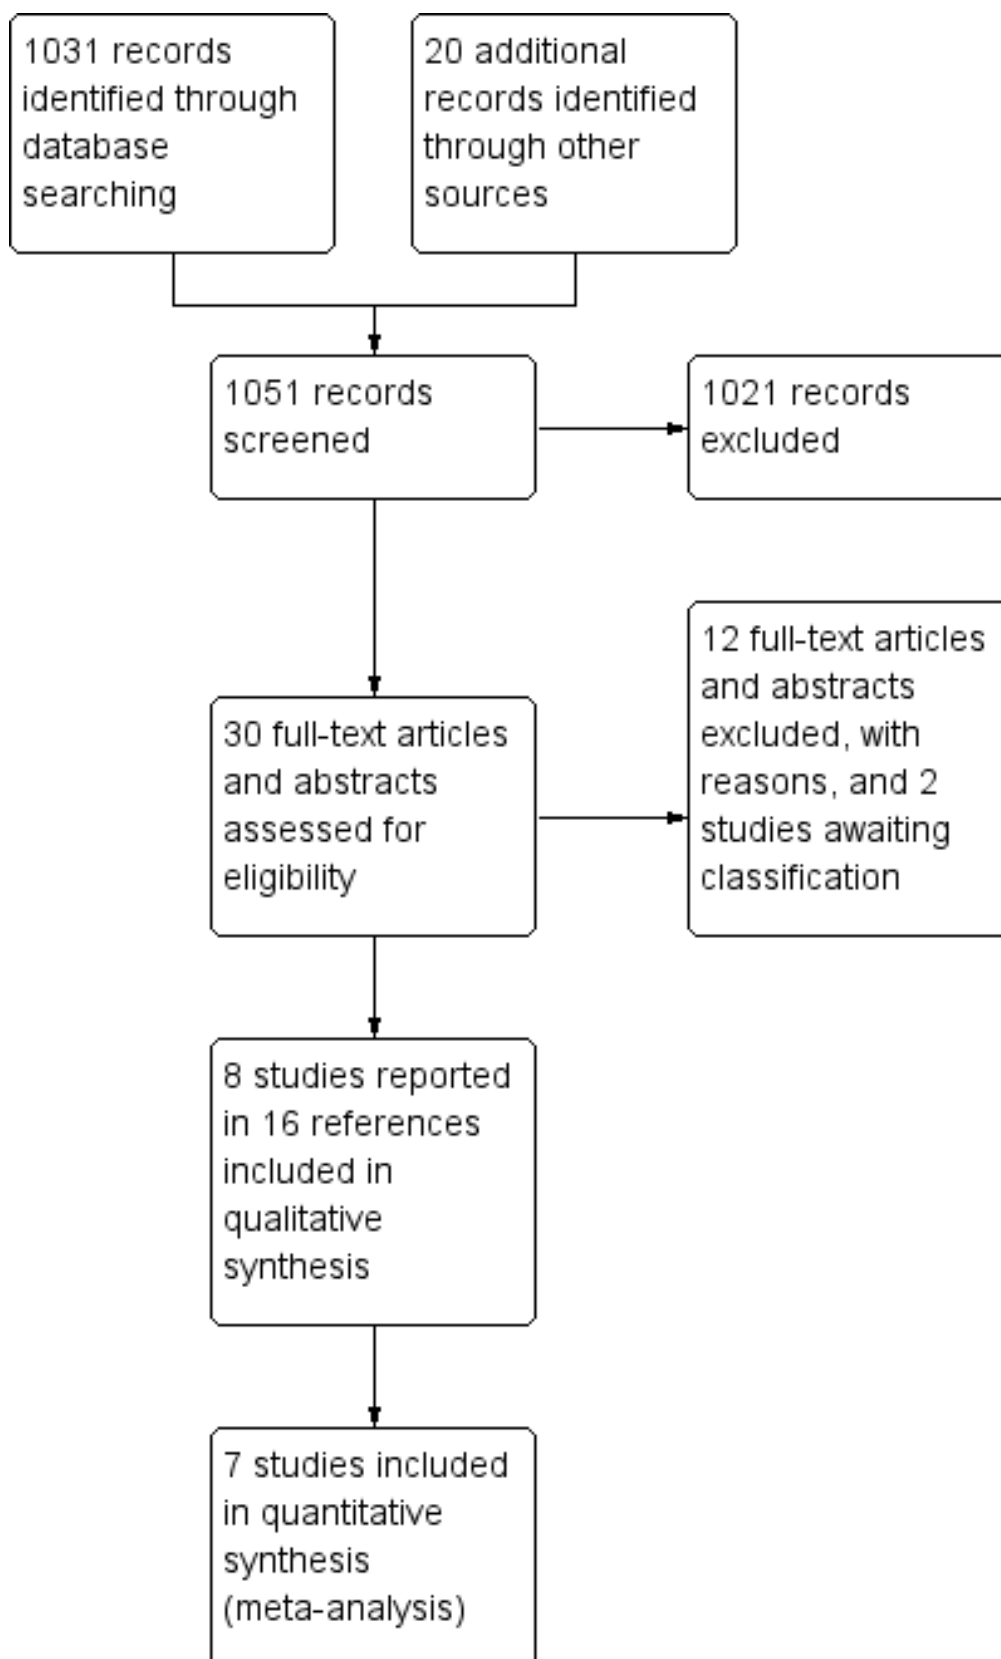 1031 records
identified through
database
searching
20 additional
records identified
through other
sources
1051 records
screened
1021 records
excluded
30 full-text articles
and abstracts
assessed for
eligibility
12 full-text articles
and abstracts
excluded, with
reasons, and 2
studies awaiting
classification
8 studies reported
in 16 references
included in
qualitative
synthesis
7 studies included
in quantitative
synthesis
(meta-analysis)